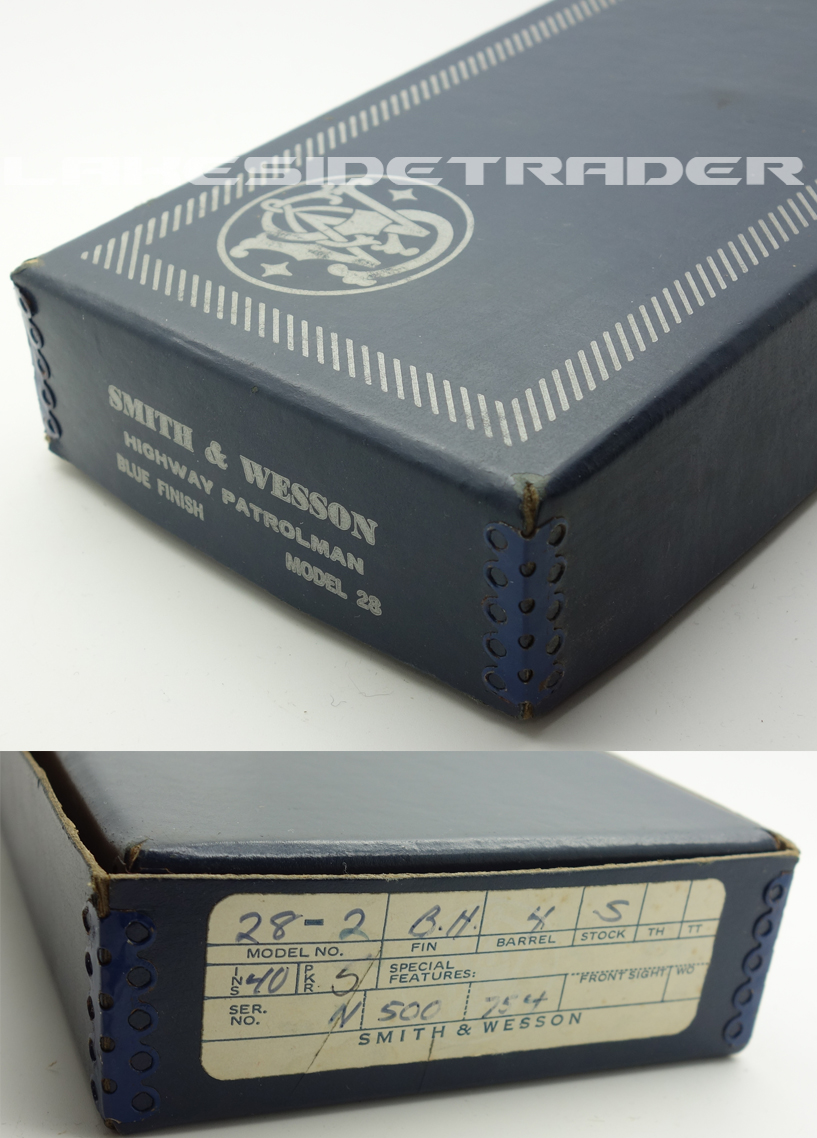 LAKESIDETRADER
SMITH & WESSON
HIGHWAY PATROLMAN
BLUE FINISH
MODEL 28
28-2 B.H. 4 S
MODEL NO. FIN BARREL STOCK TH TT
INS 40 PKR 5 SPECIAL FEATURES: FRONT SIGHT WO
SER. NO. N 500 254
SMITH & WESSON